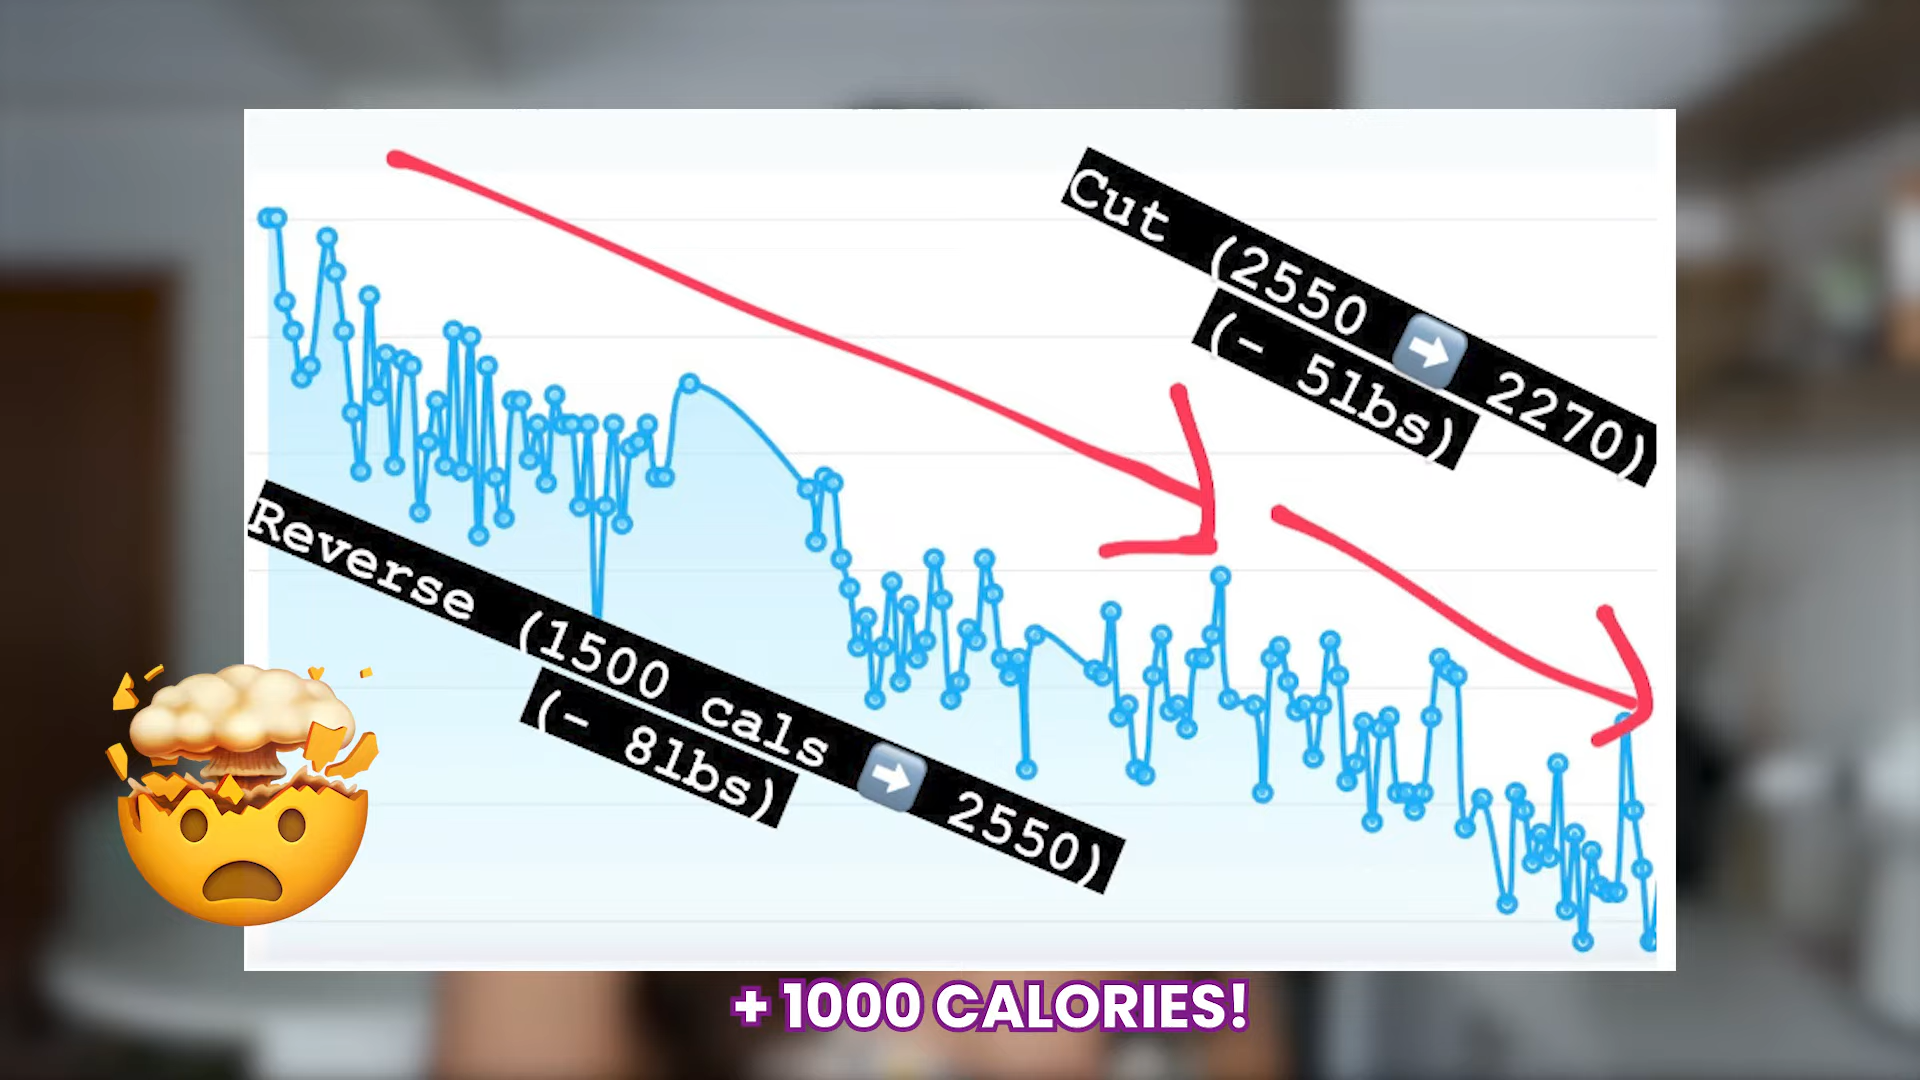 Cut (2550 ➡️ 2270)
(- 5lbs)
Reverse (1500 cals ➡️ 2550)
(- 8lbs)
+ 1000 CALORIES!